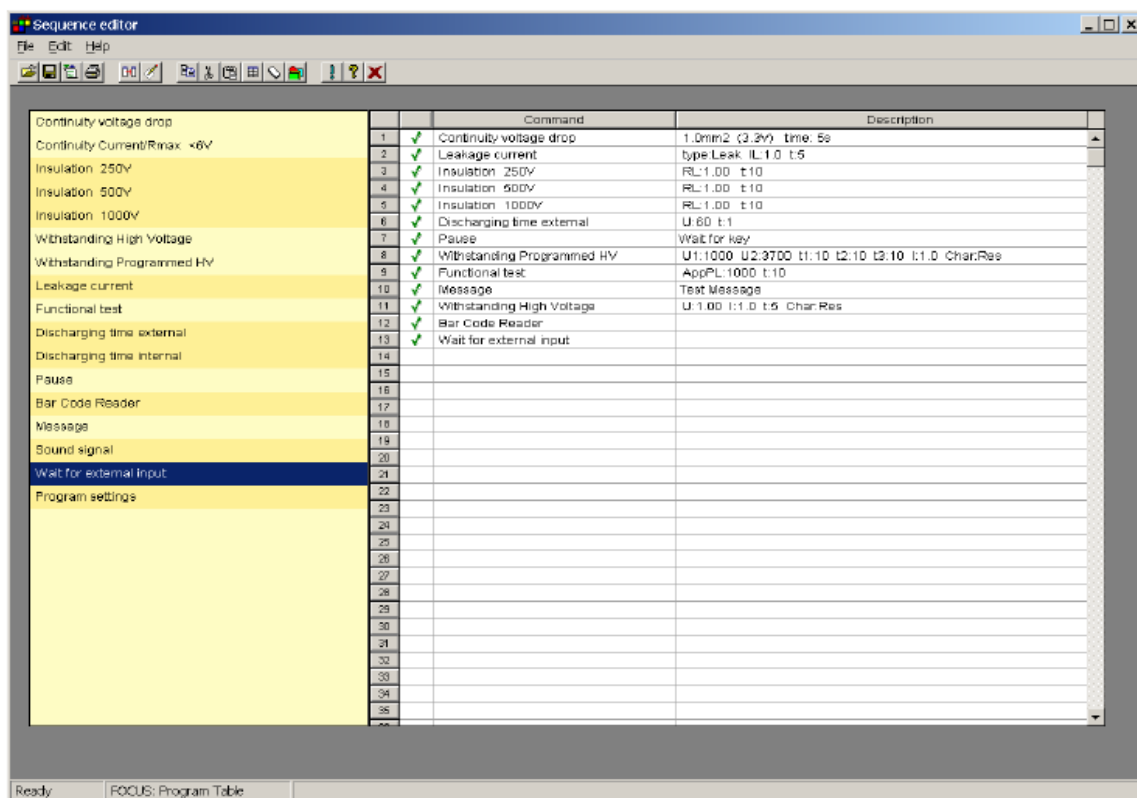 Sequence editor
File Edit Help
Continuity voltage drop
Continuity Current/Rmax <6V
Insulation 250V
Insulation 500V
Insulation 1000V
Withstanding High Voltage
Withstanding Programmed HV
Leakage current
Functional test
Discharging time external
Discharging time internal
Pause
Bar Code Reader
Message
Sound signal
Wait for external input
Program settings
Command Description
1 Continuity voltage drop 1.0mm2 (3.3V) time: 5s
2 Leakage current type:Leak IL:1.0 t:5
3 Insulation 250V RL:1.00 t:10
4 Insulation 500V RL:1.00 t:10
5 Insulation 1000V RL:1.00 t:10
6 Discharging time external U:60 t:1
7 Pause Wait for key
8 Withstanding Programmed HV U1:1000 U2:3700 t1:10 t2:10 t3:10 I:1.0 Char:Res
9 Functional test AppPL:1000 t:10
10 Message Test Message
11 Withstanding High Voltage U:1.00 I:1.0 t:5 Char:Res
12 Bar Code Reader
13 Wait for external input
14
15
16
17
18
19
20
21
22
23
24
25
26
27
28
29
30
31
32
33
34
35
Ready FOCUS: Program Table